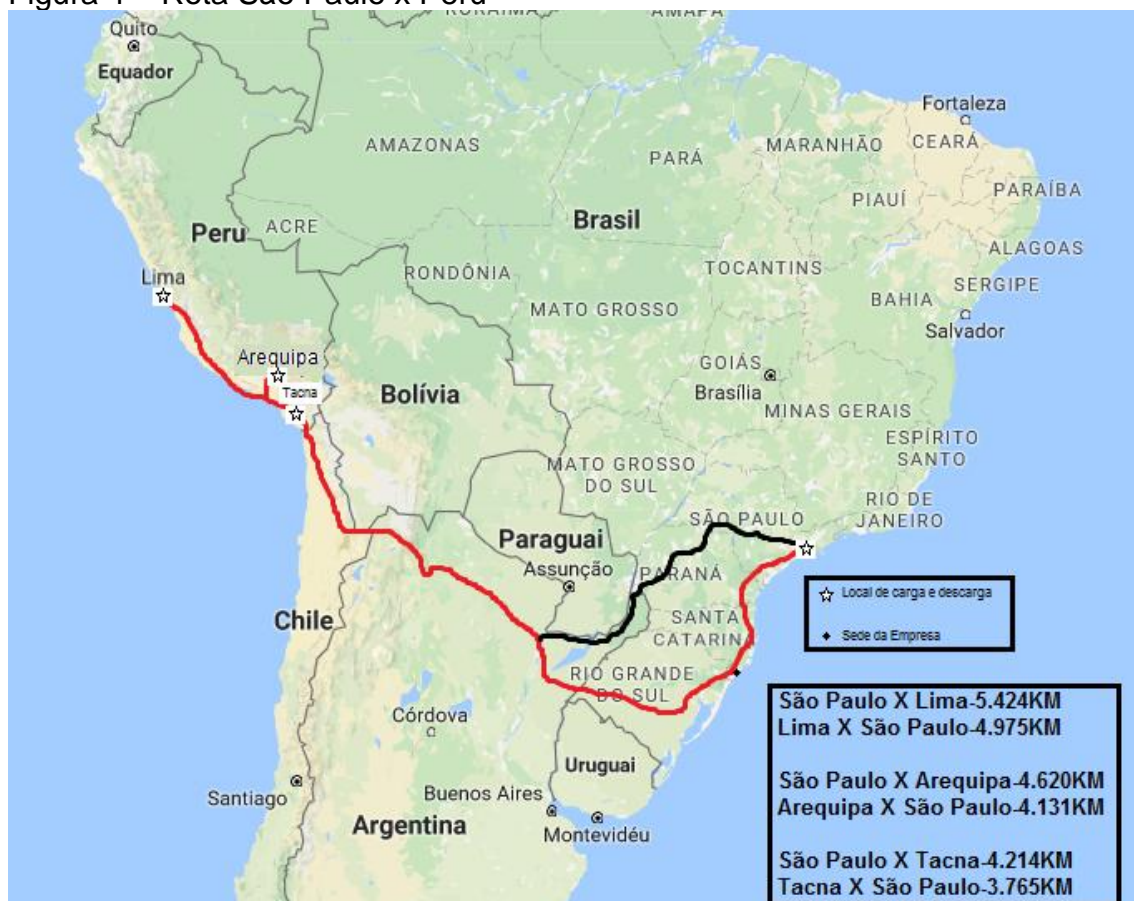 Figura 4 – Rota São Paulo x Peru
RORAIMA
AMAPÁ
Quito
Equador
Fortaleza
AMAZONAS
PARÁ
MARANHÃO
CEARÁ
PIAUÍ
PARAÍBA
Peru
ACRE
Brasil
ALAGOAS
Lima
RONDÔNIA
TOCANTINS
SERGIPE
MATO GROSSO
BAHIA
Salvador
Arequipa
GOIÁS
Tacna
Bolívia
Brasília
MINAS GERAIS
ESPÍRITO
SANTO
MATO GROSSO
DO SUL
RIO DE
JANEIRO
SÃO PAULO
Paraguai
Assunção
PARANÁ
Local de carga e descarga
Chile
SANTA
CATARINA
Sede da Empresa
RIO GRANDE
DO SUL
São Paulo X Lima-5.424KM
Lima X São Paulo-4.975KM
Córdova
Uruguai
São Paulo X Arequipa-4.620KM
Arequipa X São Paulo-4.131KM
Santiago
Buenos Aires
Argentina
Montevidéu
São Paulo X Tacna-4.214KM
Tacna X São Paulo-3.765KM